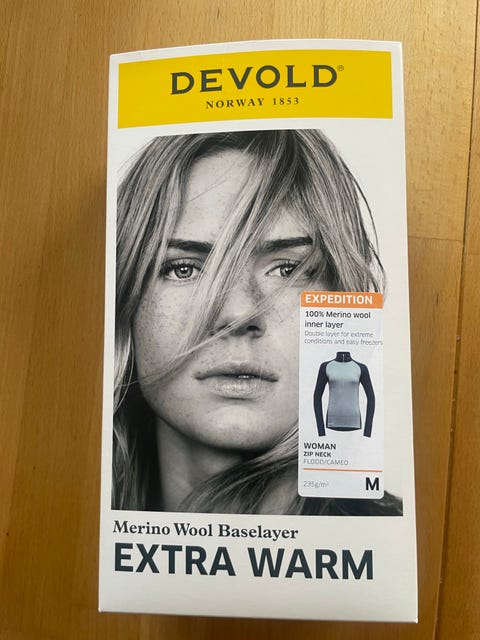 DEVOLD®
NORWAY 1853
EXPEDITION
100% Merino wool
inner layer
Double layer for extreme
conditions and easy freezers
WOMAN
ZIP NECK
FLOOD/CAMEO
235g/m² M
Merino Wool Baselayer
EXTRA WARM